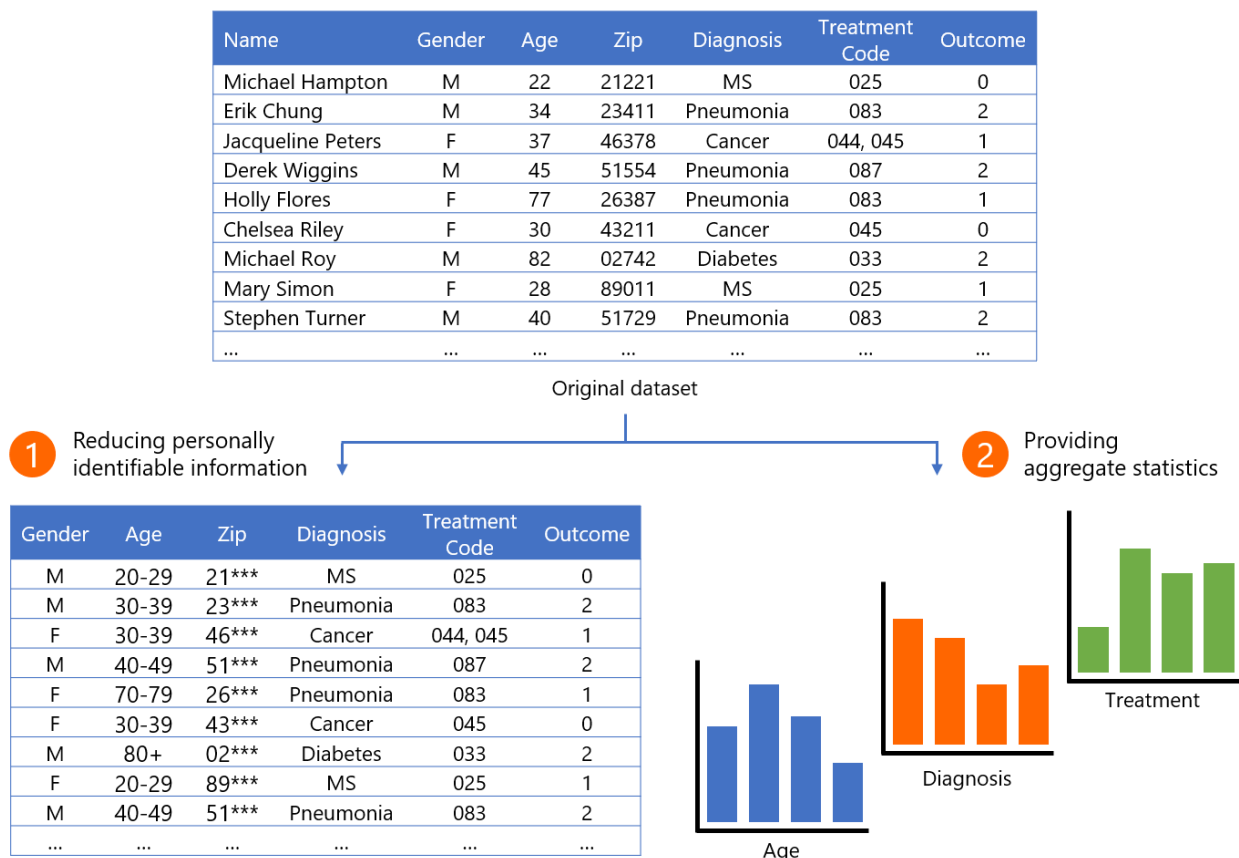 Name Gender Age Zip Diagnosis Treatment Code Outcome
Michael Hampton M 22 21221 MS 025 0
Erik Chung M 34 23411 Pneumonia 083 2
Jacqueline Peters F 37 46378 Cancer 044, 045 1
Derek Wiggins M 45 51554 Pneumonia 087 2
Holly Flores F 77 26387 Pneumonia 083 1
Chelsea Riley F 30 43211 Cancer 045 0
Michael Roy M 82 02742 Diabetes 033 2
Mary Simon F 28 89011 MS 025 1
Stephen Turner M 40 51729 Pneumonia 083 2
... ... ... ... ... ... ...
Original dataset
1 Reducing personally
identifiable information
2 Providing
aggregate statistics
Gender Age Zip Diagnosis Treatment Code Outcome
M 20-29 21*** MS 025 0
M 30-39 23*** Pneumonia 083 2
F 30-39 46*** Cancer 044, 045 1
M 40-49 51*** Pneumonia 087 2
F 70-79 26*** Pneumonia 083 1
F 30-39 43*** Cancer 045 0
M 80+ 02*** Diabetes 033 2
F 20-29 89*** MS 025 1
M 40-49 51*** Pneumonia 083 2
... ... ... ... ... ...
Treatment
Diagnosis
Age